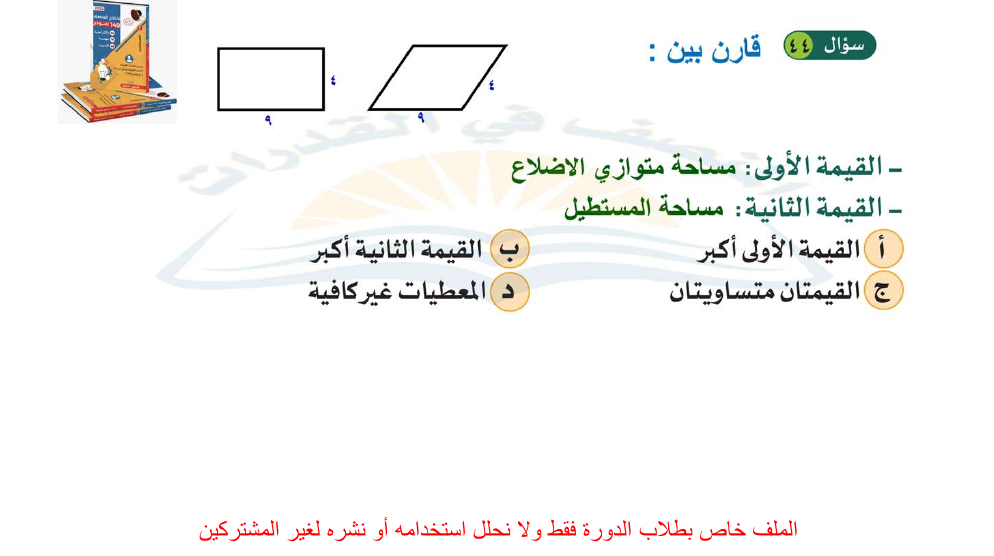 سؤال ٤٤ قارن بين :
٤ ٩
٤ ٩
– القيمة الأولى: مساحة متوازي الاضلاع
– القيمة الثانية: مساحة المستطيل
أ القيمة الأولى أكبر ب القيمة الثانية أكبر
ج القيمتان متساويتان د المعطيات غير كافية
الملف خاص بطلاب الدورة فقط ولا نحلل استخدامه أو نشره لغير المشتركين